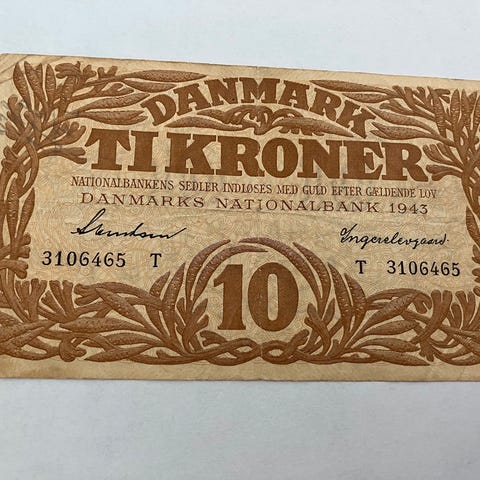 DANMARK
TI KRONER
NATIONALBANKENS SEDLER INDLØSES MED GULD EFTER GÆLDENDE LOV
DANMARKS NATIONALBANK 1943
3106465 T
T 3106465
10